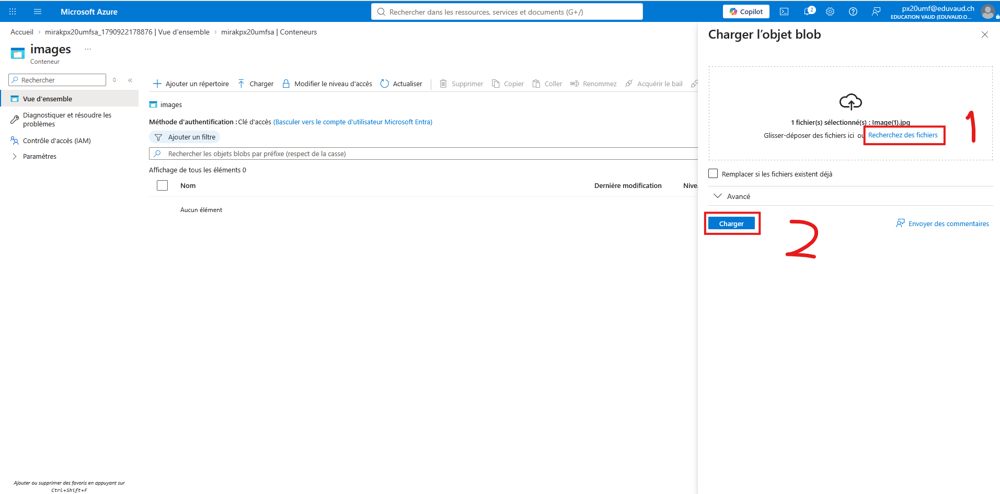 Microsoft Azure
Rechercher dans les ressources, services et documents (G+/)
Copilot
2
px20umf@eduvaud.ch
EDUCATION VAUD (EDUVAUD.O...
Accueil > mirakpx20umfsa_1790922178876 | Vue d’ensemble > mirakpx20umfsa | Conteneurs
images ...
Conteneur
Rechercher
Vue d'ensemble
Diagnostiquer et résoudre les
problèmes
Contrôle d'accès (IAM)
Paramètres
Ajouter ou supprimer des favoris en appuyant sur
Ctrl+Shift+F
Ajouter un répertoire Charger Modifier le niveau d'accès Actualiser Supprimer Copier Coller Renommez Acquérir le bail
images
Méthode d'authentification : Clé d'accès (Basculer vers le compte d’utilisateur Microsoft Entra)
Ajouter un filtre
Rechercher les objets blobs par préfixe (respect de la casse)
Affichage de tous les éléments 0
Nom Dernière modification Nivea
Aucun élément
Charger l’objet blob
1 fichier(s) sélectionné(s) : Image(1).jpg
Glisser-déposer des fichiers ici ou Recherchez des fichiers
1
Remplacer si les fichiers existent déjà
Avancé
Charger
2
Envoyer des commentaires